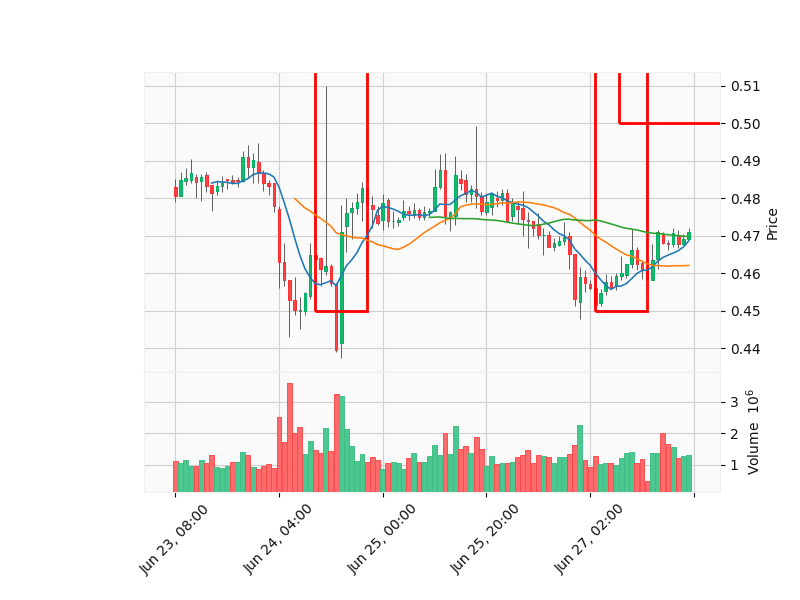 0.51
0.50
0.49
0.48
0.47
0.46
0.45
0.44
Price
3
2
1
Volume 10^6
Jun 23, 08:00
Jun 24, 04:00
Jun 25, 00:00
Jun 25, 20:00
Jun 27, 02:00